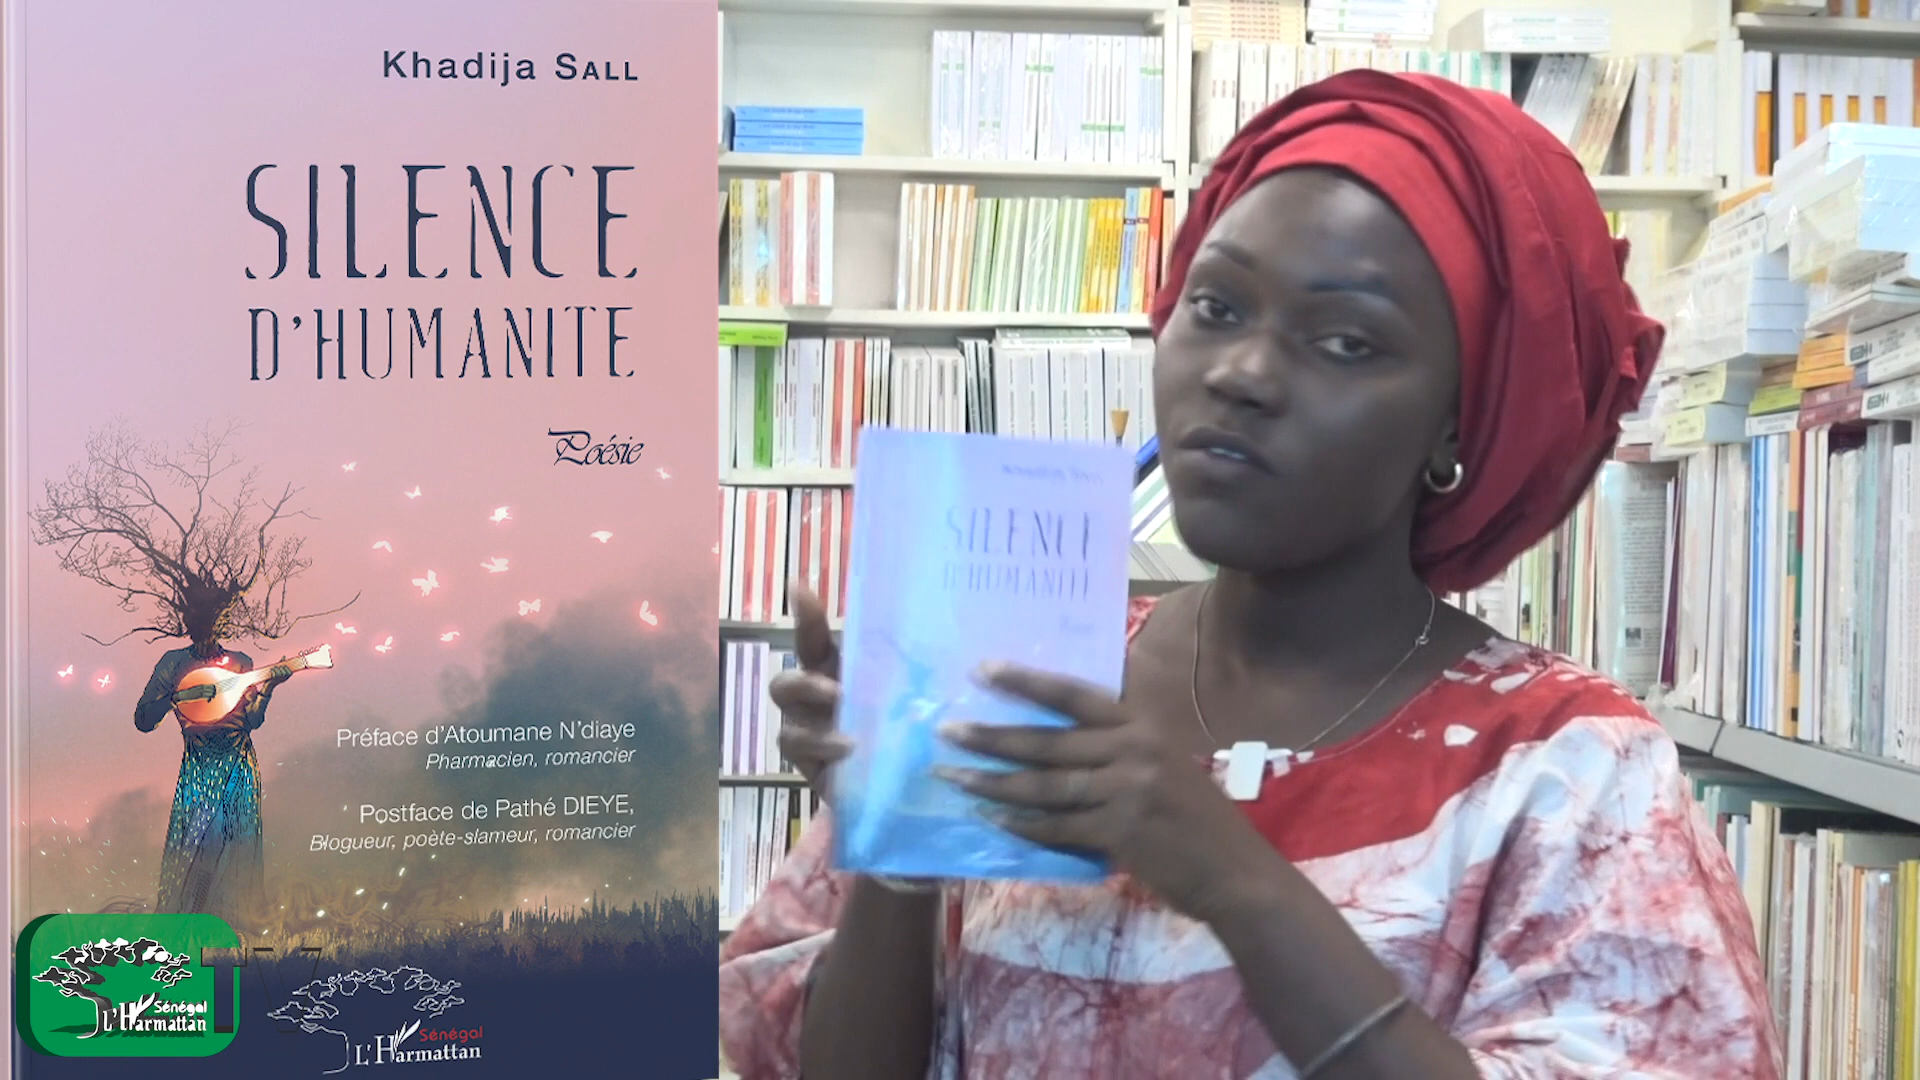 Khadija SALL
SILENCE
D'HUMANITE
Poésie
Préface d'Atoumane N'diaye
Pharmacien, romancier
Postface de Pathé DIEYE,
Blogueur, poète-slameur, romancier
TV
Sénégal
L'Harmattan
Sénégal
L'Harmattan
SILENCE
D'HUMANITE